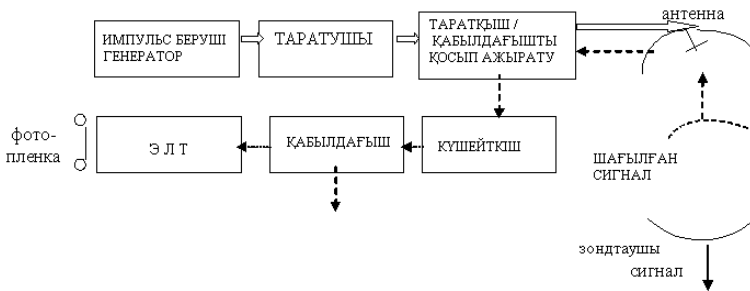 антенна
ИМПУЛЬС БЕРУШІ
ГЕНЕРАТОР
ТАРАТУШЫ
ТАРАТҚЫШ /
ҚАБЫЛДАҒЫШТЫ
ҚОСЫП АЖЫРАТУ
фото-
пленка
Э Л Т
ҚАБЫЛДАҒЫШ
КҮШЕЙТКІШ
ШАҒЫЛҒАН
СИГНАЛ
зондтаушы
сигнал